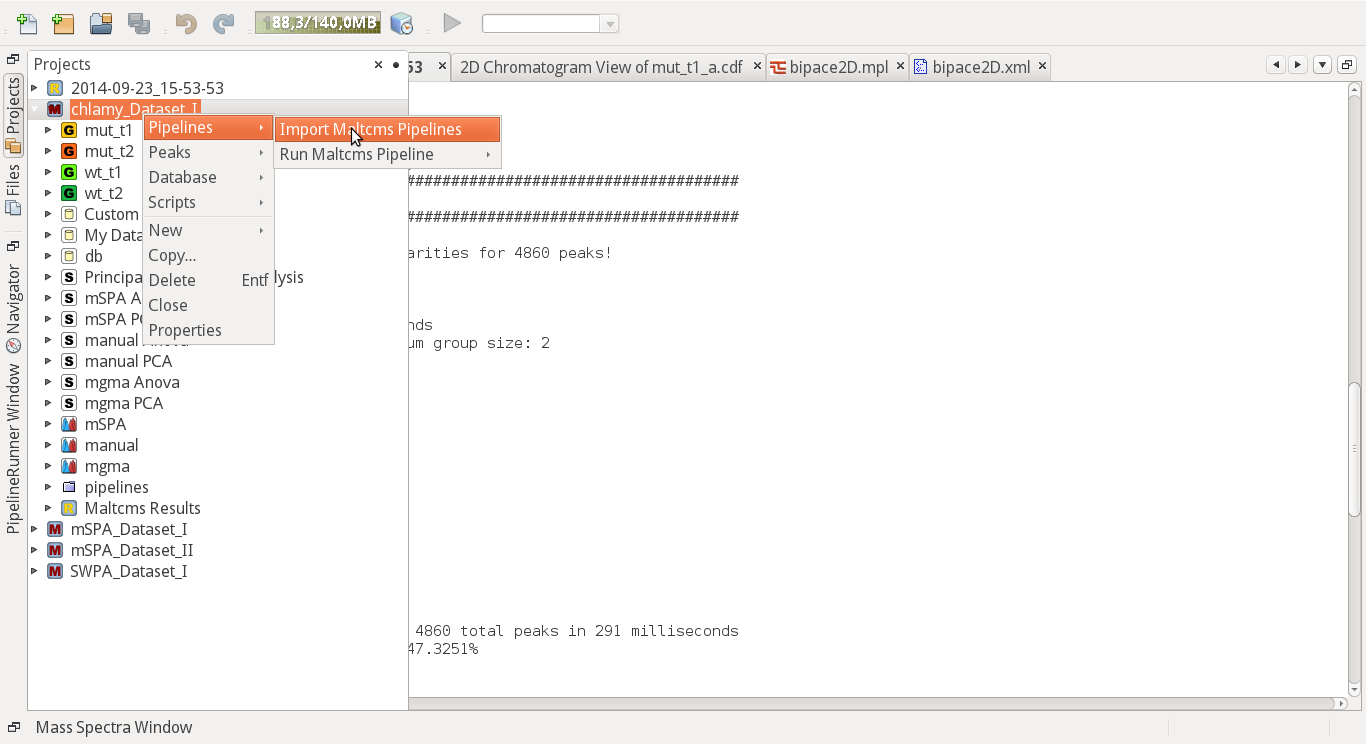 88,3/140,0MB
Projects
53
2D Chromatogram View of mut_t1_a.cdf
bipace2D.mpl
bipace2D.xml
Projects
Files
Navigator
PipelineRunner Window
2014-09-23_15-53-53
chlamy_Dataset_I
mut_t1
mut_t2
wt_t1
wt_t2
Custom
My Data
db
Principa lysis
mSPA A
mSPA PC
manual Anova
manual PCA
mgma Anova
mgma PCA
mSPA
manual
mgma
pipelines
Maltcms Results
mSPA_Dataset_I
mSPA_Dataset_II
SWPA_Dataset_I
Pipelines
Peaks
Database
Scripts
New
Copy...
Delete Entf
Close
Properties
Import Maltcms Pipelines
Run Maltcms Pipeline
#####################################
#####################################
arities for 4860 peaks!
nds
um group size: 2
4860 total peaks in 291 milliseconds
47.3251%
Mass Spectra Window